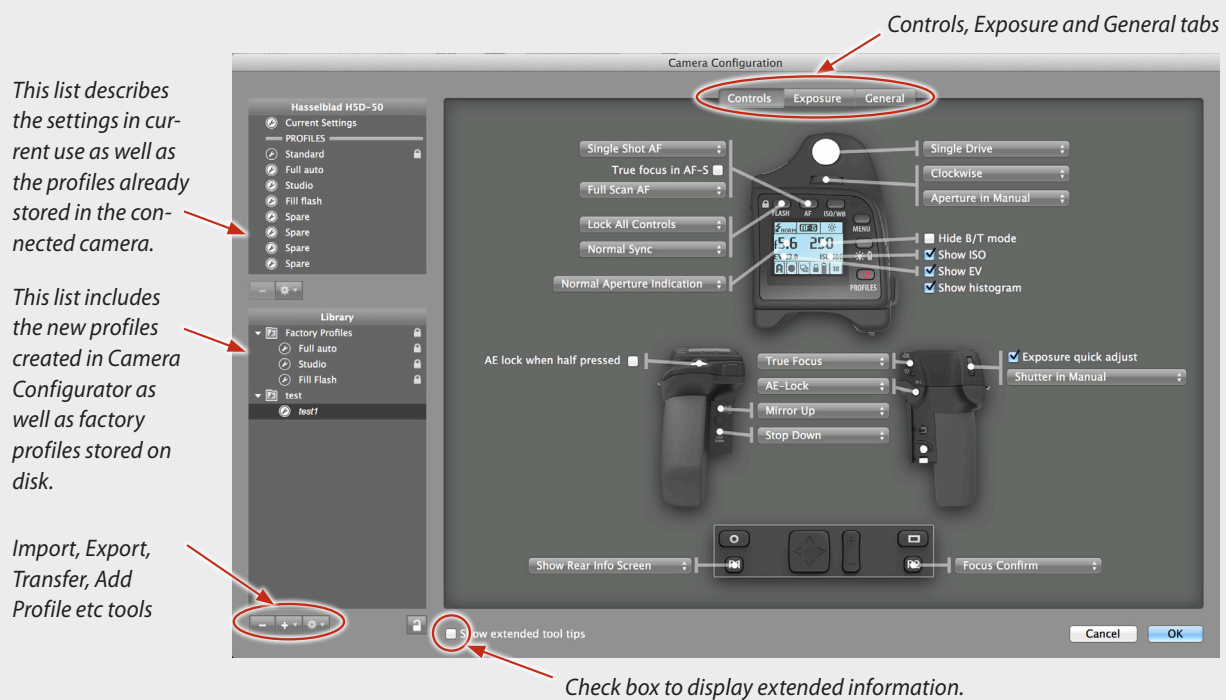 Controls, Exposure and General tabs
This list describes
the settings in cur-
rent use as well as
the profiles already
stored in the con-
nected camera.
This list includes
the new profiles
created in Camera
Configurator as
well as factory
profiles stored on
disk.
Import, Export,
Transfer, Add
Profile etc tools
Camera Configuration
Hasselblad H5D-50
Current Settings
PROFILES
Standard
Full auto
Studio
Fill flash
Spare
Spare
Spare
Spare
Library
Factory Profiles
Full auto
Studio
Fill Flash
test
test1
Controls Exposure General
Single Shot AF
True focus in AF-S
Full Scan AF
Lock All Controls
Normal Sync
Normal Aperture Indication
Single Drive
Clockwise
Aperture in Manual
FLASH AF ISO/WB
MENU
NORM AF-S
f5.6 250
PROFILES
Hide B/T mode
Show ISO
Show EV
Show histogram
AE lock when half pressed
True Focus
AE-Lock
Mirror Up
Stop Down
Exposure quick adjust
Shutter in Manual
Show Rear Info Screen
Focus Confirm
Show extended tool tips
Cancel OK
Check box to display extended information.